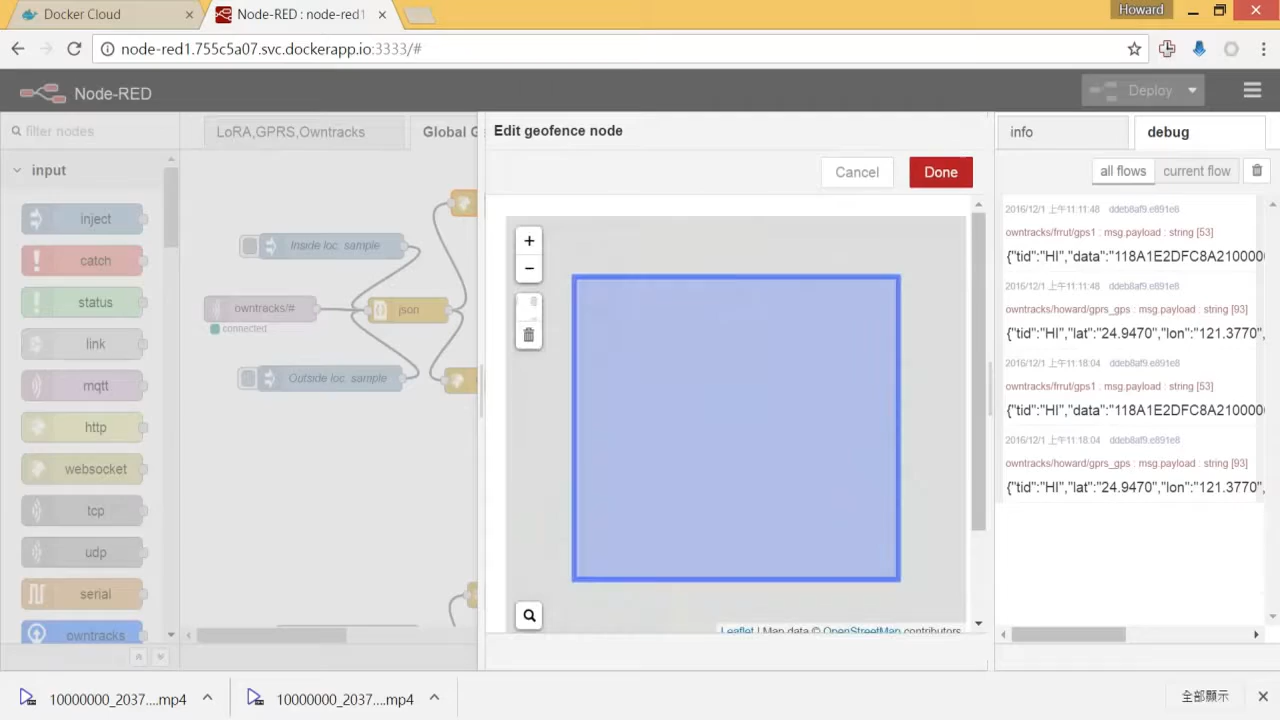 Docker Cloud
Node-RED : node-red1
Howard
node-red1.755c5a07.svc.dockerapp.io:3333/#
Node-RED
Deploy
filter nodes
input
inject
catch
status
link
mqtt
http
websocket
tcp
udp
serial
owntracks
LoRA,GPRS,Owntracks
Global G
Inside loc. sample
owntracks/#
connected
json
Outside loc. sample
Edit geofence node
Cancel
Done
+
−
Leaflet | Map data © OpenStreetMap contributors
info
debug
all flows
current flow
2016/12/1 上午11:11:48 ddeb8af9.e891e8
owntracks/frrut/gps1 : msg.payload : string [53]
{"tid":"HI","data":"118A1E2DFC8A210000
2016/12/1 上午11:11:48 ddeb8af9.e891e8
owntracks/howard/gprs_gps : msg.payload : string [93]
{"tid":"HI","lat":"24.9470","lon":"121.3770",
2016/12/1 上午11:18:04 ddeb8af9.e891e8
owntracks/frrut/gps1 : msg.payload : string [53]
{"tid":"HI","data":"118A1E2DFC8A210000
2016/12/1 上午11:18:04 ddeb8af9.e891e8
owntracks/howard/gprs_gps : msg.payload : string [93]
{"tid":"HI","lat":"24.9470","lon":"121.3770",
10000000_2037....mp4
10000000_2037....mp4
全部顯示